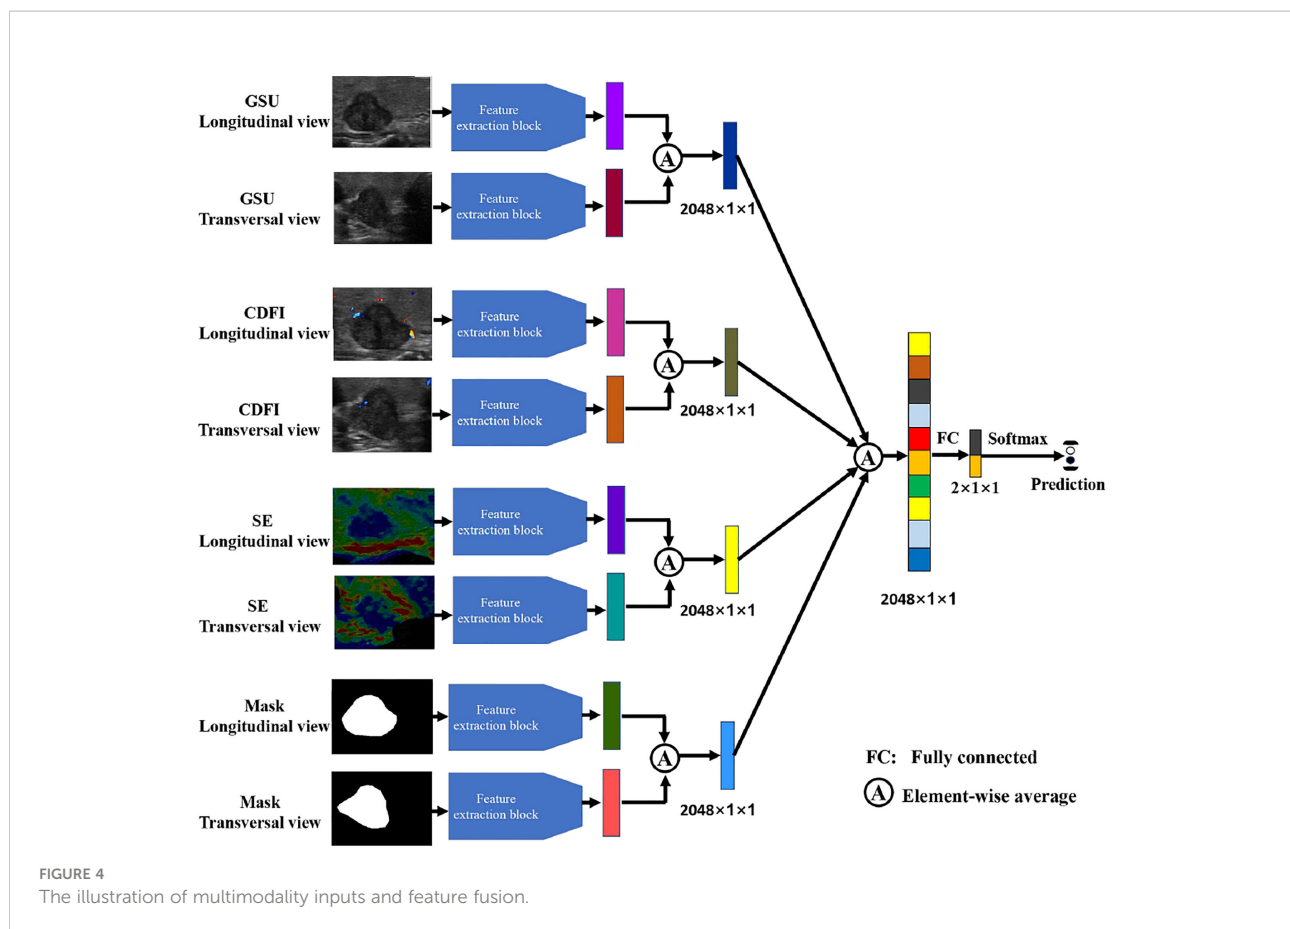 GSU
Longitudinal view
Feature
extraction block
A
2048×1×1
GSU
Transversal view
Feature
extraction block
CDFI
Longitudinal view
Feature
extraction block
A
2048×1×1
CDFI
Transversal view
Feature
extraction block
SE
Longitudinal view
Feature
extraction block
A
2048×1×1
SE
Transversal view
Feature
extraction block
Mask
Longitudinal view
Feature
extraction block
A
2048×1×1
Mask
Transversal view
Feature
extraction block
A
2048×1×1
FC
2×1×1
Softmax
Prediction
FC: Fully connected
A Element-wise average
FIGURE 4
The illustration of multimodality inputs and feature fusion.